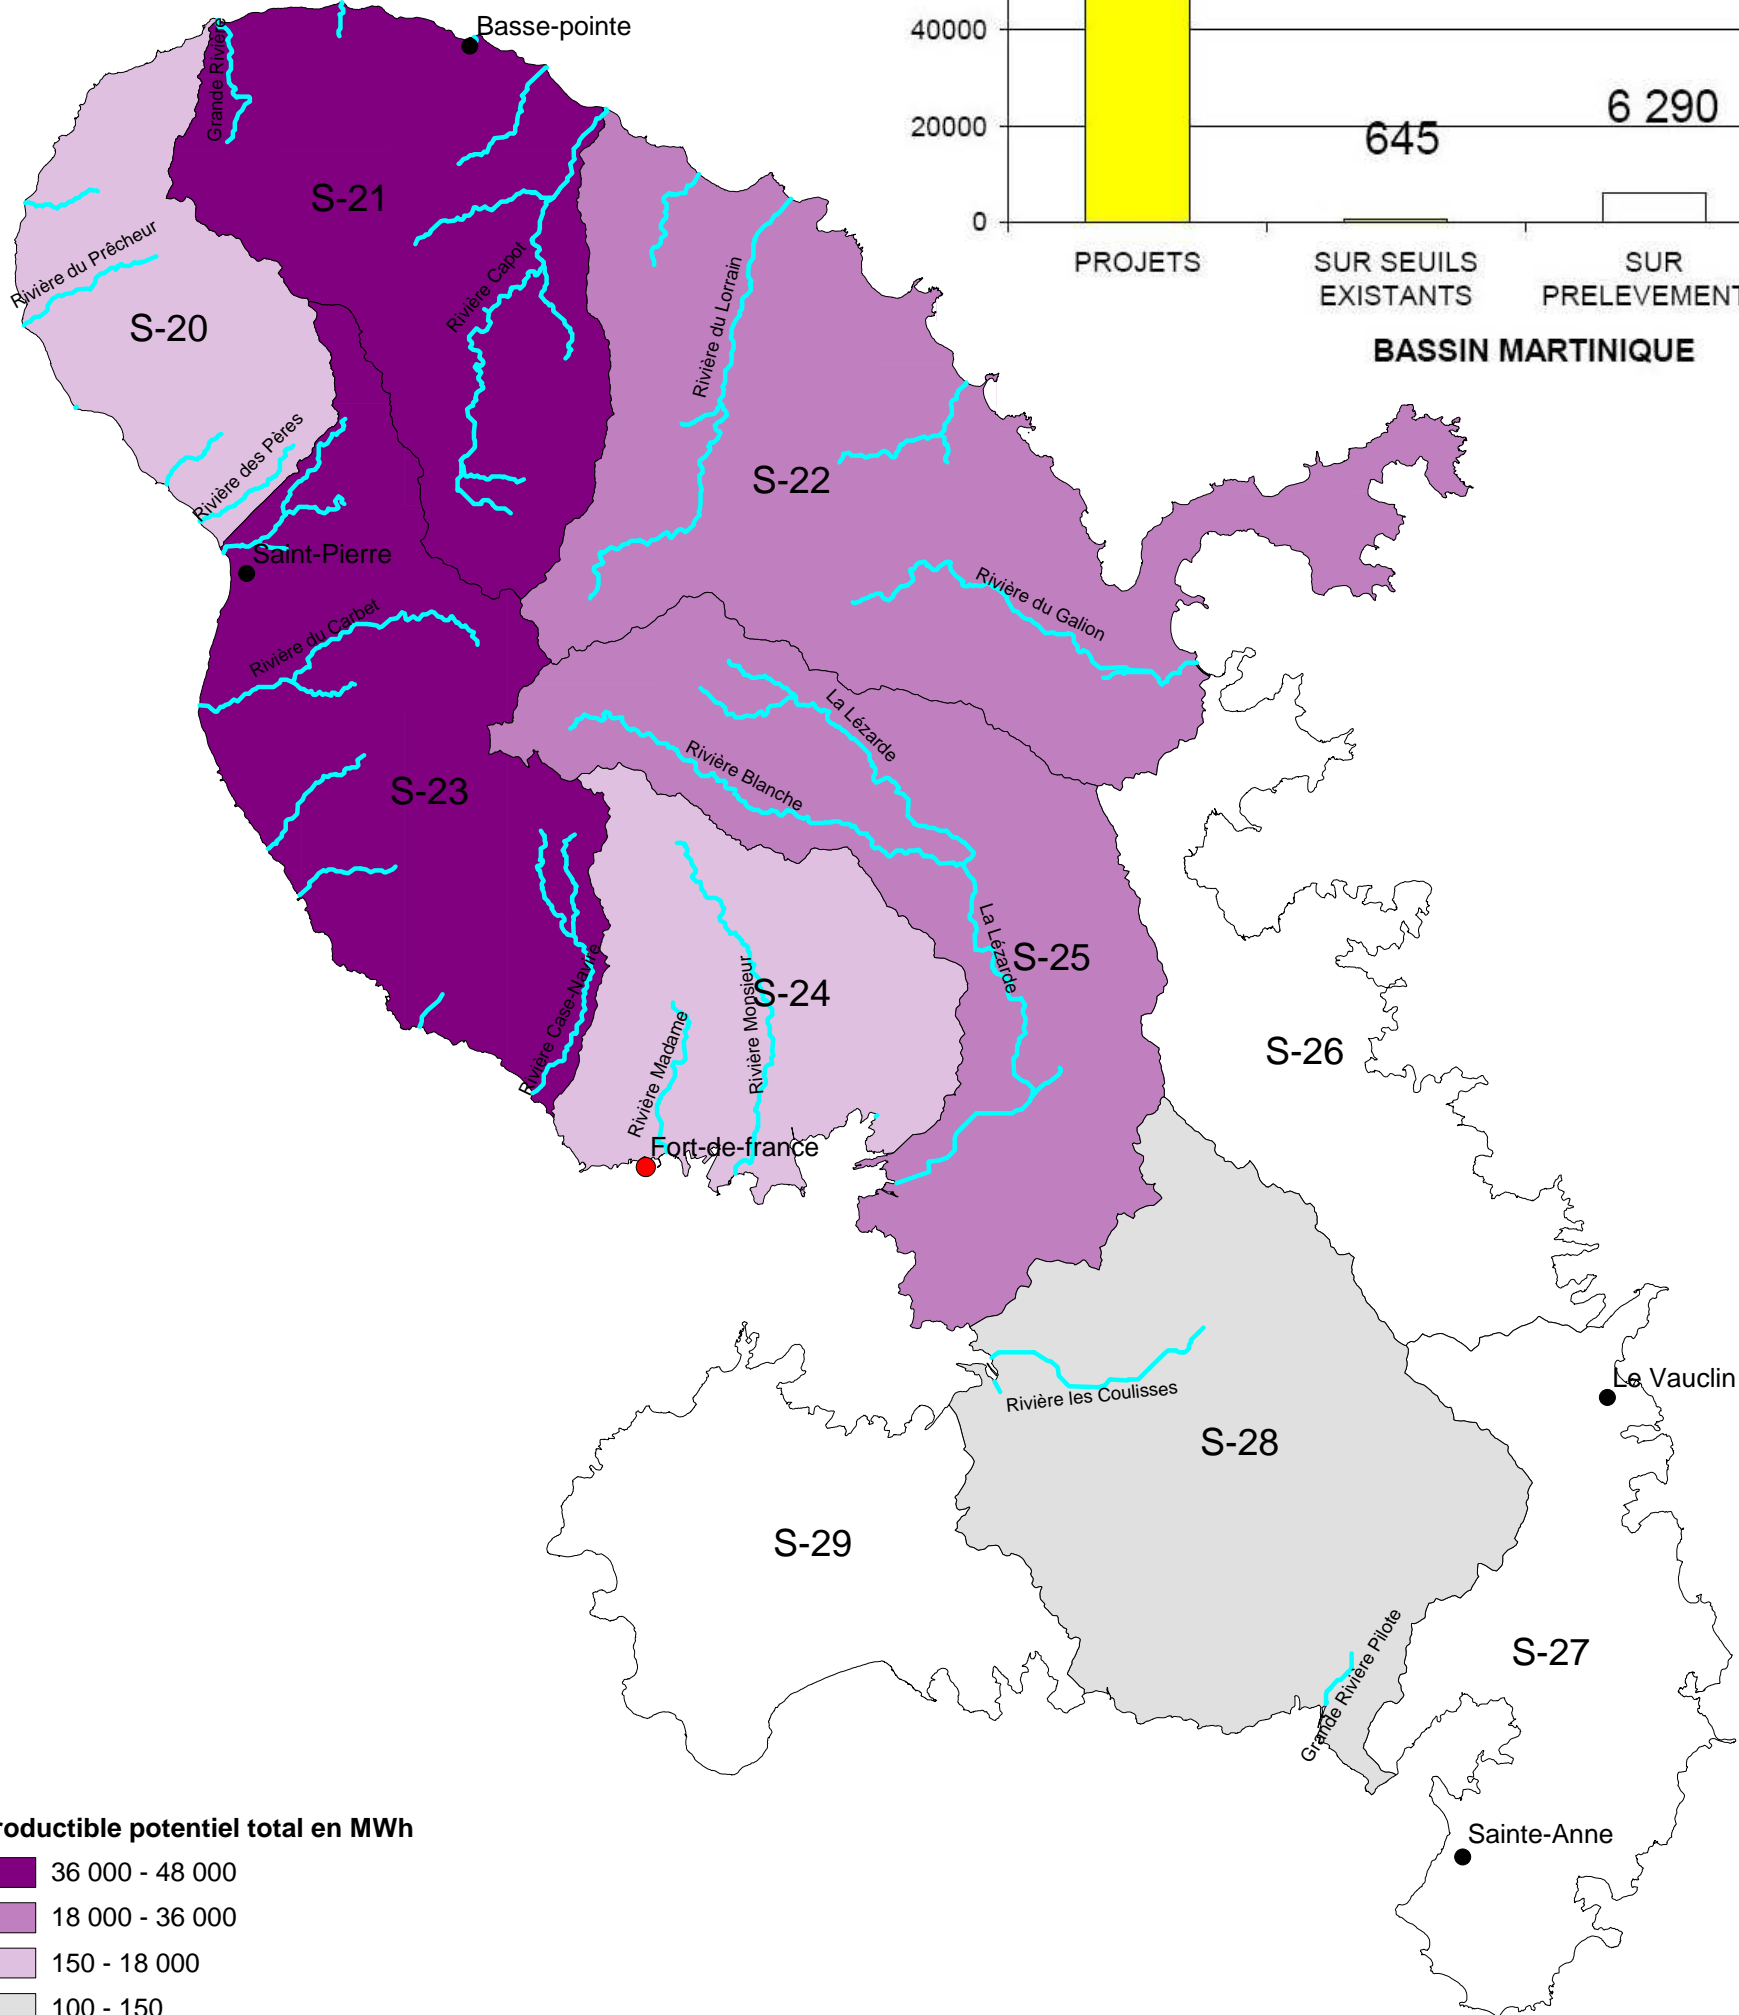 Basse-pointe
40000
20000
0
645
6 290
PROJETS
SUR SEUILS
EXISTANTS
SUR
BASSIN MARTINIQUE
Grande Rivière
S-21
Rivière du Prêcheur
S-20
Rivière Capot
Rivière du Lorrain
S-22
Rivière des Pères
Saint-Pierre
Rivière du Carbet
Rivière du Galion
La Lézarde
Rivière Blanche
S-23
La Lézarde
S-25
S-24
Rivière Monsieur
Rivière Madame
Rivière Case-Navire
S-26
Fort-de-france
Le Vauclin
Rivière les Coulisses
S-28
S-29
Grande Rivière Pilote
S-27
Sainte-Anne
potentiel total en MWh
36 000 - 48 000
18 000 - 36 000
150 - 18 000
100 - 150